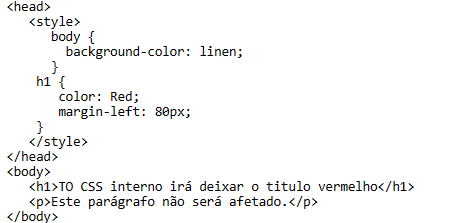 <head>
<style>
body {
background-color: linen;
}
h1 {
color: Red;
margin-left: 80px;
}
</style>
</head>
<body>
<h1>TO CSS interno irá deixar o titulo vermelho</h1>
<p>Este parágrafo não será afetado.</p>
</body>